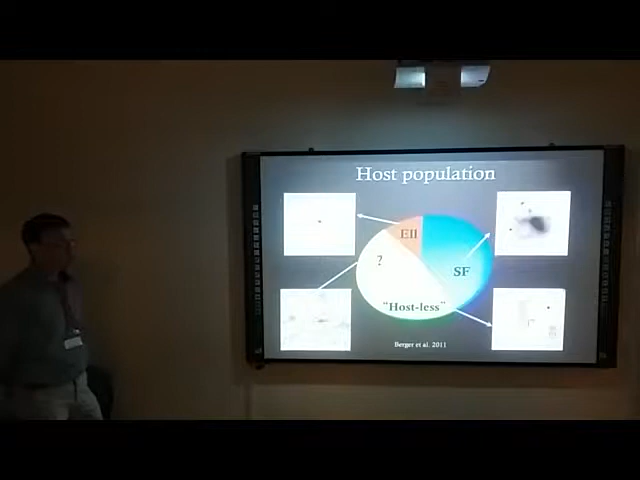 Host population
Ell
?
SF
"Host-less"
Berger et al. 2011